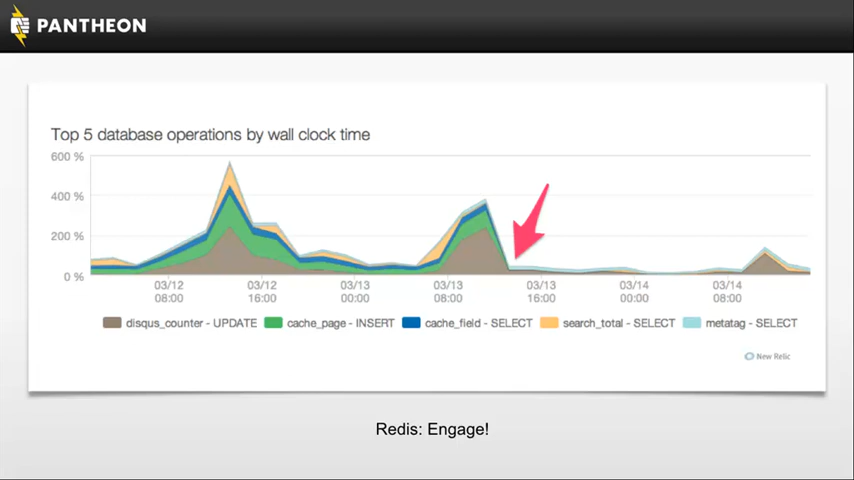 PANTHEON
Top 5 database operations by wall clock time
600 %
400 %
200 %
0 %
03/12 03/12 03/13 03/13 03/13 03/14 03/14
08:00 16:00 00:00 08:00 16:00 00:00 08:00
disqus_counter - UPDATE cache_page - INSERT cache_field - SELECT search_total - SELECT metatag - SELECT
New Relic
Redis: Engage!